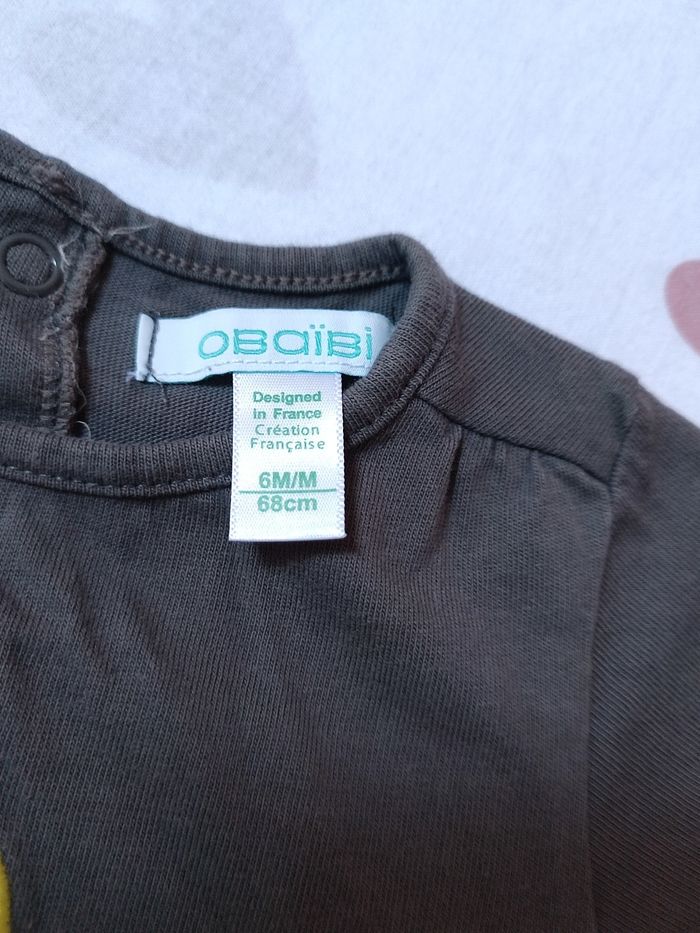 OBaïBi
Designed
in France
Création
Française
6M/M
68cm